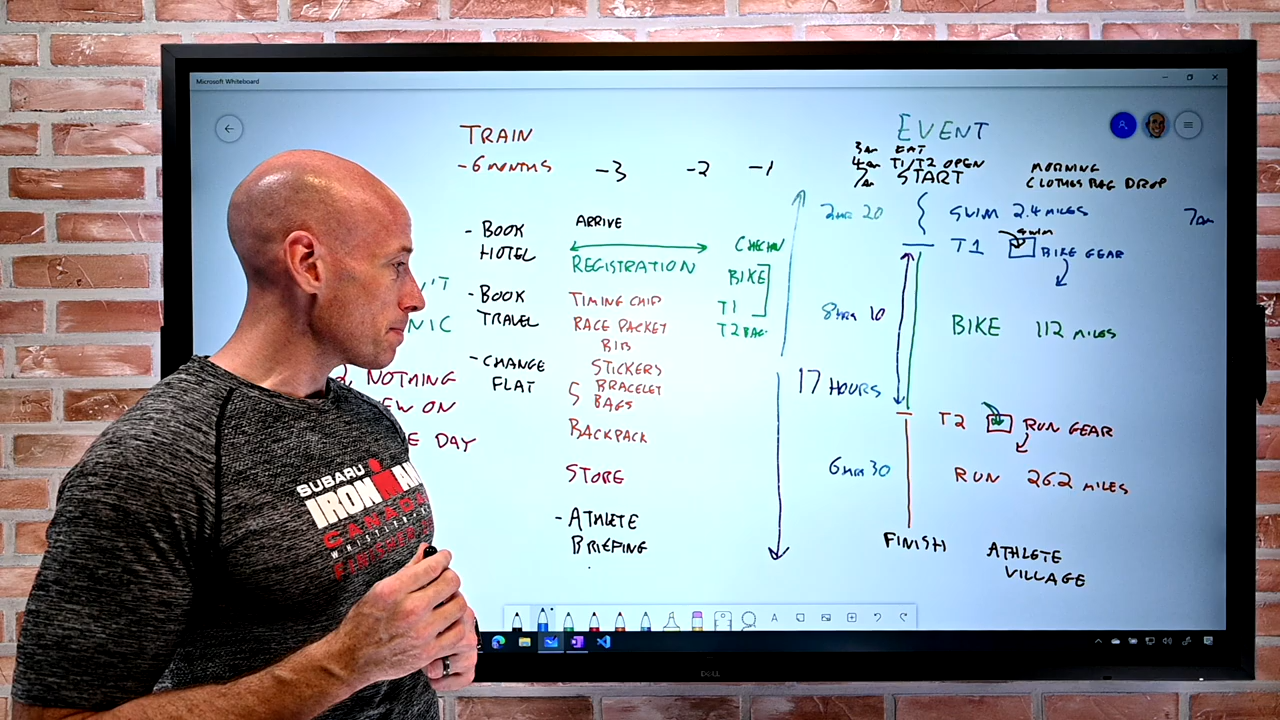 Microsoft Whiteboard
TRAIN
-6 MONTHS
-3
-2
-1
- BOOK
HOTEL
- BOOK
TRAVEL
- CHANGE
FLAT
NOTHING
ON
DAY
ARRIVE
REGISTRATION
TIMING CHIP
RACE PACKET
BIB
STICKERS
BRACELET
5 BAGS
BACKPACK
STORE
- ATHLETE
BRIEFING
CHECKIN
BIKE
T1
T2 BAG
EVENT
3am EAT
4am T1/T2 OPEN
7am START
MORNING
CLOTHES BAG DROP
2HR 20
SWIM 2.4 MILES
7am
T1
SWIM
BIKE GEAR
8HRS 10
BIKE 112 MILES
17 HOURS
T2
RUN GEAR
6HRS 30
RUN 26.2 MILES
FINISH
ATHLETE
VILLAGE
SUBARU
IRONMAN
CANADA
FINISHER
DELL